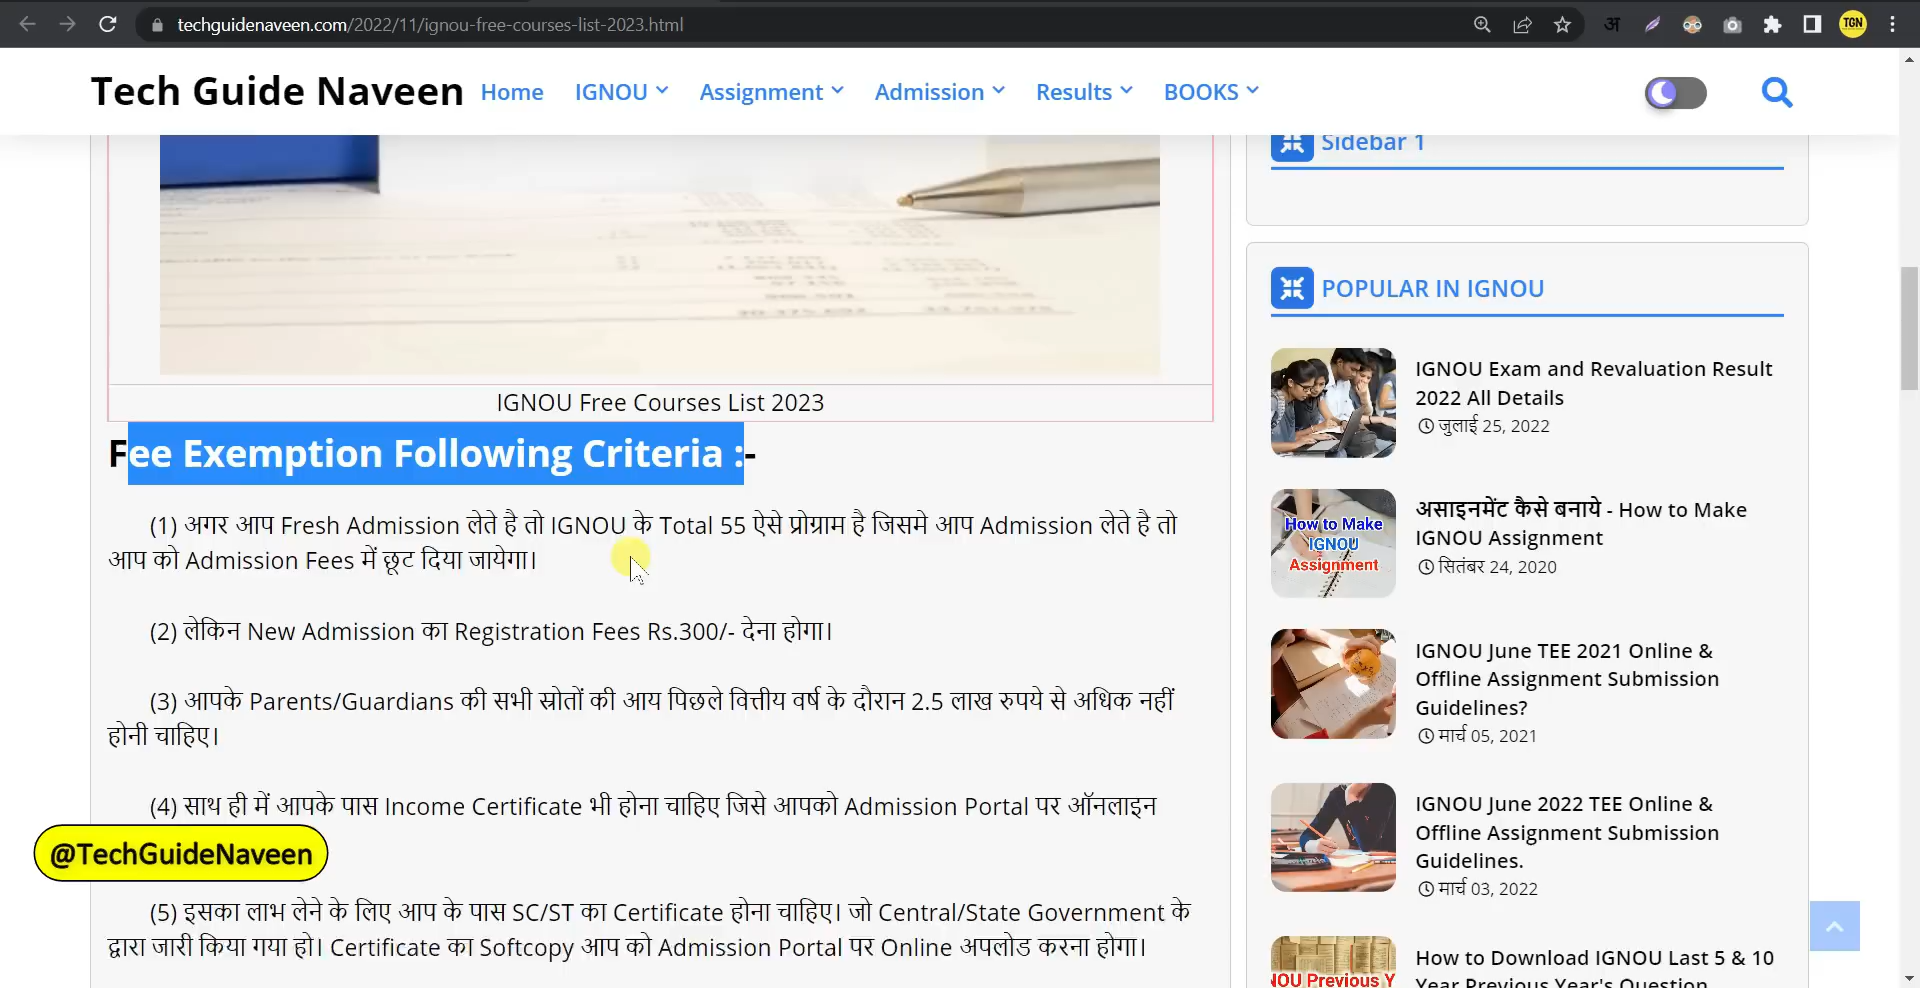 techguidenaveen.com/2022/11/ignou-free-courses-list-2023.html
अ
TGN
Tech Guide Naveen
Home
IGNOU
Assignment
Admission
Results
BOOKS
IGNOU Free Courses List 2023
Fee Exemption Following Criteria :-
(1) अगर आप Fresh Admission लेते है तो IGNOU के Total 55 ऐसे प्रोग्राम है जिसमे आप Admission लेते है तो
आप को Admission Fees में छूट दिया जायेगा।
(2) लेकिन New Admission का Registration Fees Rs.300/- देना होगा।
(3) आपके Parents/Guardians की सभी स्रोतों की आय पिछले वित्तीय वर्ष के दौरान 2.5 लाख रुपये से अधिक नहीं
होनी चाहिए।
(4) साथ ही में आपके पास Income Certificate भी होना चाहिए जिसे आपको Admission Portal पर ऑनलाइन
@TechGuideNaveen
(5) इसका लाभ लेने के लिए आप के पास SC/ST का Certificate होना चाहिए। जो Central/State Government के
द्वारा जारी किया गया हो। Certificate का Softcopy आप को Admission Portal पर Online अपलोड करना होगा।
Sidebar 1
POPULAR IN IGNOU
IGNOU Exam and Revaluation Result
2022 All Details
जुलाई 25, 2022
How to Make
IGNOU
Assignment
असाइनमेंट कैसे बनाये - How to Make
IGNOU Assignment
सितंबर 24, 2020
IGNOU June TEE 2021 Online &
Offline Assignment Submission
Guidelines?
मार्च 05, 2021
IGNOU June 2022 TEE Online &
Offline Assignment Submission
Guidelines.
मार्च 03, 2022
How to Download IGNOU Last 5 & 10
Year Previous Year's Question